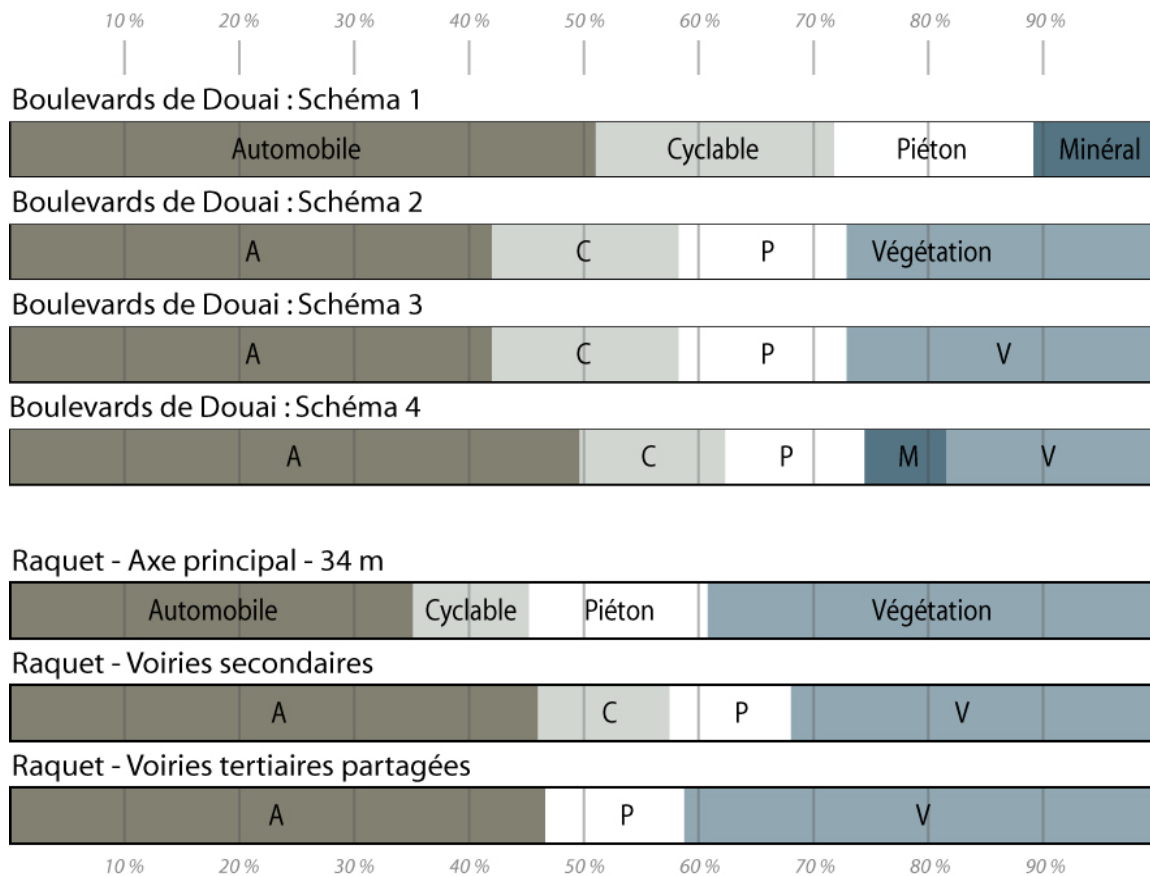 10 % 20 % 30 % 40 % 50 % 60 % 70 % 80 % 90 %
Boulevards de Douai : Schéma 1
Automobile Cyclable Piéton Minéral
Boulevards de Douai : Schéma 2
A C P Végétation
Boulevards de Douai : Schéma 3
A C P V
Boulevards de Douai : Schéma 4
A C P M V
Raquet - Axe principal - 34 m
Automobile Cyclable Piéton Végétation
Raquet - Voiries secondaires
A C P V
Raquet - Voiries tertiaires partagées
A P V
10 % 20 % 30 % 40 % 50 % 60 % 70 % 80 % 90 %